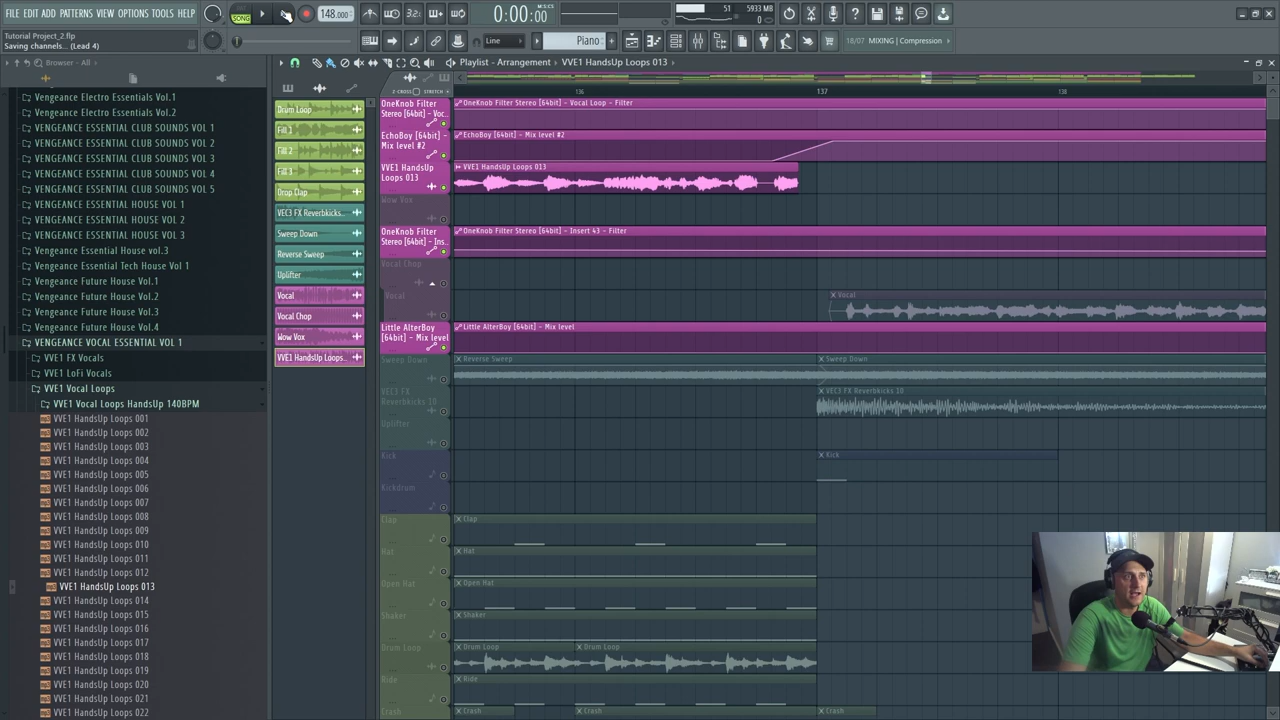 FILE EDIT ADD PATTERNS VIEW OPTIONS TOOLS HELP
SONG
148.000
0:00:00
M:S:CS
51
5933 MB
0
Tutorial Project_2.flp
Saving channels... (Lead 4)
Line
Piano
18/07 MIXING | Compression
Browser - All
Playlist - Arrangement
VVE1 HandsUp Loops 013
Z-CROSS
STRETCH
136
137
138
Vengeance Electro Essentials Vol.1
Vengeance Electro Essentials Vol.2
VENGEANCE ESSENTIAL CLUB SOUNDS VOL 1
VENGEANCE ESSENTIAL CLUB SOUNDS VOL 2
VENGEANCE ESSENTIAL CLUB SOUNDS VOL 3
VENGEANCE ESSENTIAL CLUB SOUNDS VOL 4
VENGEANCE ESSENTIAL CLUB SOUNDS VOL 5
VENGEANCE ESSENTIAL HOUSE VOL 1
VENGEANCE ESSENTIAL HOUSE VOL 2
VENGEANCE ESSENTIAL HOUSE VOL 3
Vengeance Essential House vol.3
Vengeance Essential Tech House Vol 1
Vengeance Future House Vol.1
Vengeance Future House Vol.2
Vengeance Future House Vol.3
Vengeance Future House Vol.4
VENGEANCE VOCAL ESSENTIAL VOL 1
VVE1 FX Vocals
VVE1 LoFi Vocals
VVE1 Vocal Loops
VVE1 Vocal Loops HandsUp 140BPM
VVE1 HandsUp Loops 001
VVE1 HandsUp Loops 002
VVE1 HandsUp Loops 003
VVE1 HandsUp Loops 004
VVE1 HandsUp Loops 005
VVE1 HandsUp Loops 006
VVE1 HandsUp Loops 007
VVE1 HandsUp Loops 008
VVE1 HandsUp Loops 009
VVE1 HandsUp Loops 010
VVE1 HandsUp Loops 011
VVE1 HandsUp Loops 012
VVE1 HandsUp Loops 013
VVE1 HandsUp Loops 014
VVE1 HandsUp Loops 015
VVE1 HandsUp Loops 016
VVE1 HandsUp Loops 017
VVE1 HandsUp Loops 018
VVE1 HandsUp Loops 019
VVE1 HandsUp Loops 020
VVE1 HandsUp Loops 021
VVE1 HandsUp Loops 022
Drum Loop
Fill 1
Fill 2
Fill 3
Drop Clap
VEC3 FX Reverbkicks..
Sweep Down
Reverse Sweep
Uplifter
Vocal
Vocal Chop
Wow Vox
VVE1 HandsUp Loops..
OneKnob Filter
Stereo [64bit] - Voc..
OneKnob Filter Stereo [64bit] - Vocal Loop - Filter
EchoBoy [64bit] -
Mix level #2
EchoBoy [64bit] - Mix level #2
VVE1 HandsUp
Loops 013
VVE1 HandsUp Loops 013
Wow Vox
OneKnob Filter
Stereo [64bit] - Ins..
OneKnob Filter Stereo [64bit] - Insert 43 - Filter
Vocal Chop
Vocal
Vocal
Little AlterBoy
[64bit] - Mix level
Little AlterBoy [64bit] - Mix level
Sweep Down
Reverse Sweep
Sweep Down
VEC3 FX
Reverbkicks 10
VEC3 FX Reverbkicks 10
Uplifter
Kick
Kick
Kickdrum
Clap
Clap
Hat
Hat
Open Hat
Open Hat
Shaker
Shaker
Drum Loop
Drum Loop
Drum Loop
Ride
Ride
Crash
Crash
Crash
Crash